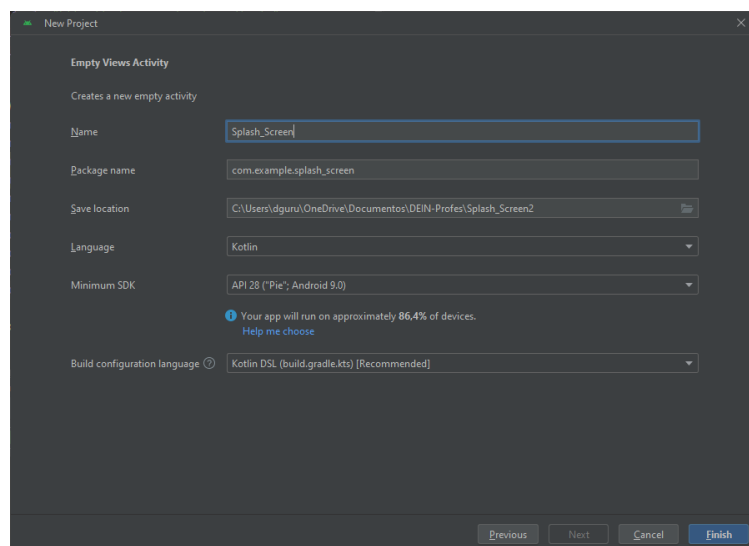 New Project
Empty Views Activity
Creates a new empty activity
Name Splash_Screen
Package name com.example.splash_screen
Save location C:\Users\dguru\OneDrive\Documentos\DEIN-Profes\Splash_Screen2
Language Kotlin
Minimum SDK API 28 ("Pie"; Android 9.0)
Your app will run on approximately 86,4% of devices.
Help me choose
Build configuration language ? Kotlin DSL (build.gradle.kts) [Recommended]
Previous Next Cancel Finish